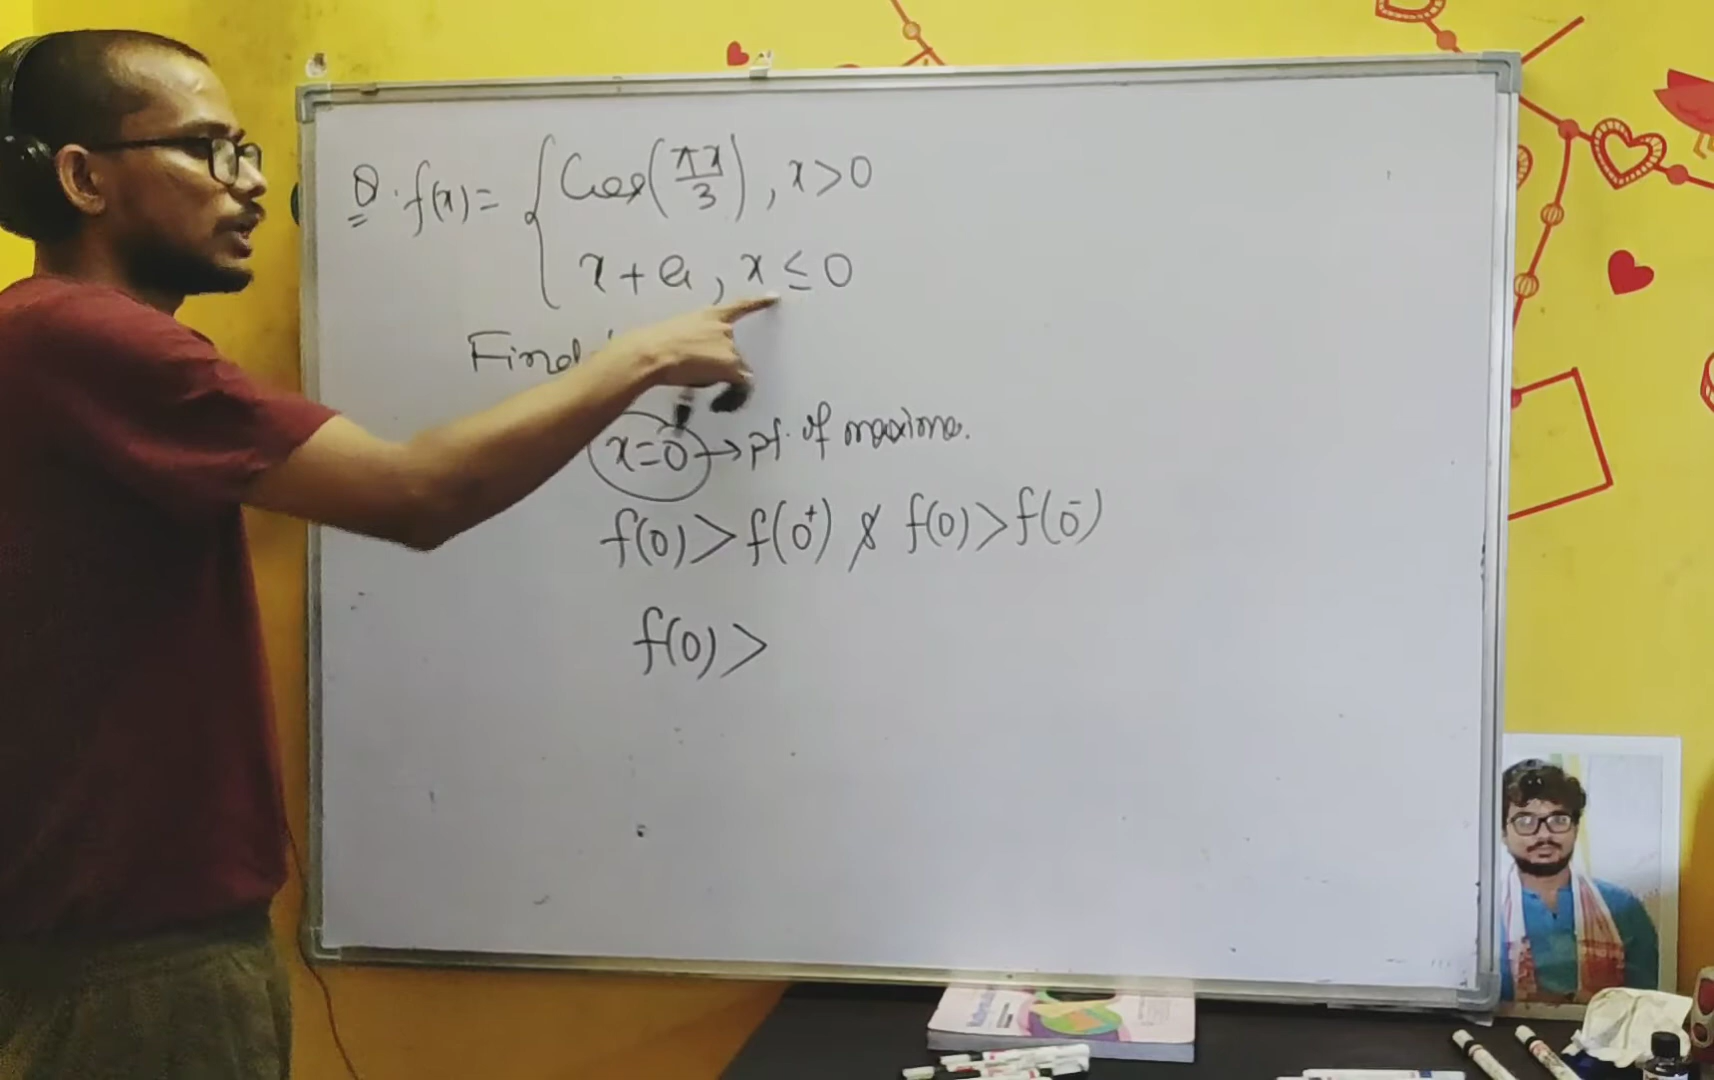 Q. f(x) = { Cos(πx/3), x>0
x + a, x ≤ 0
Find
x=0 → pt. of maxima.
f(0) > f(0⁺) & f(0) > f(0⁻)
f(0) >